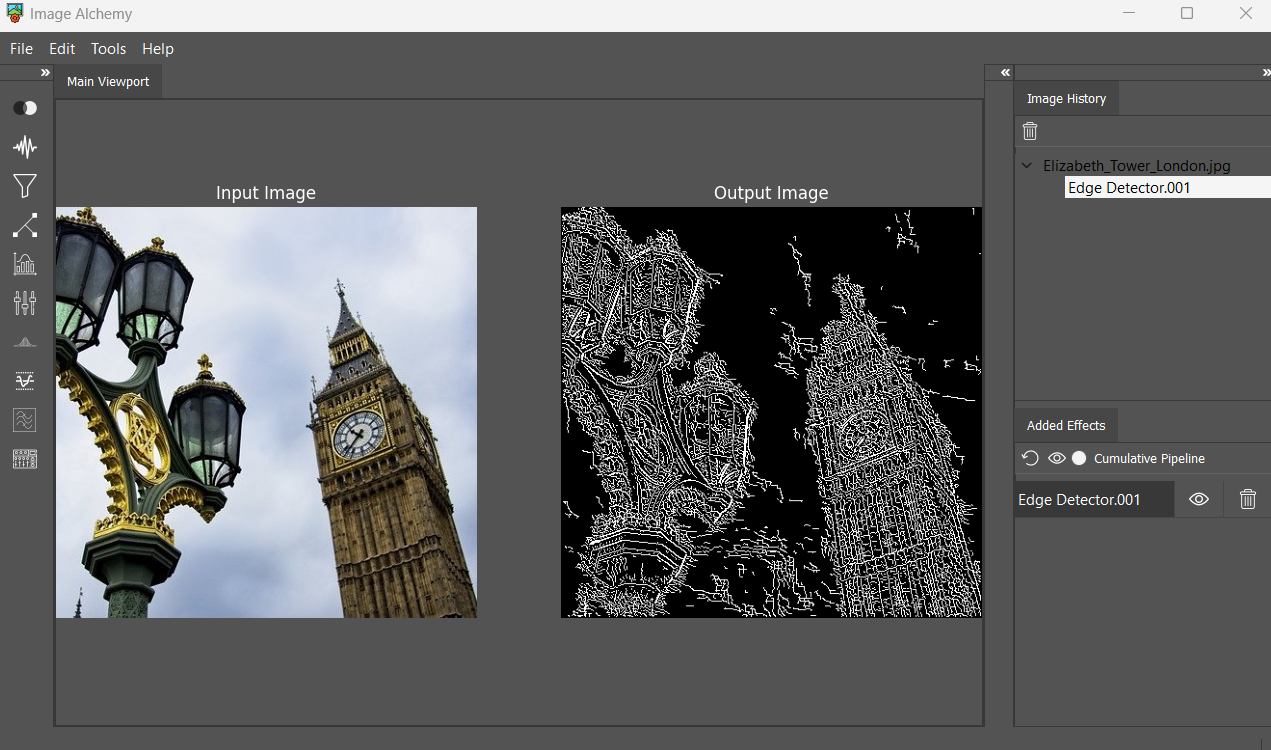 Image Alchemy
File Edit Tools Help
Main Viewport
Input Image
Output Image
Image History
Elizabeth_Tower_London.jpg
Edge Detector.001
Added Effects
Cumulative Pipeline
Edge Detector.001